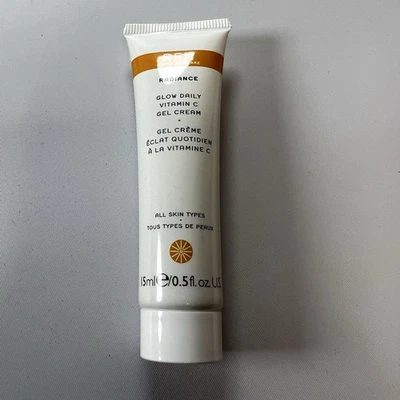 REN
RADIANCE
GLOW DAILY
VITAMIN C
GEL CREAM
•
GEL CRÈME
ÉCLAT QUOTIDIEN
À LA VITAMINE C
ALL SKIN TYPES
•
TOUS TYPES DE PEAUX
15ml℮/0.5fl.oz.U.S